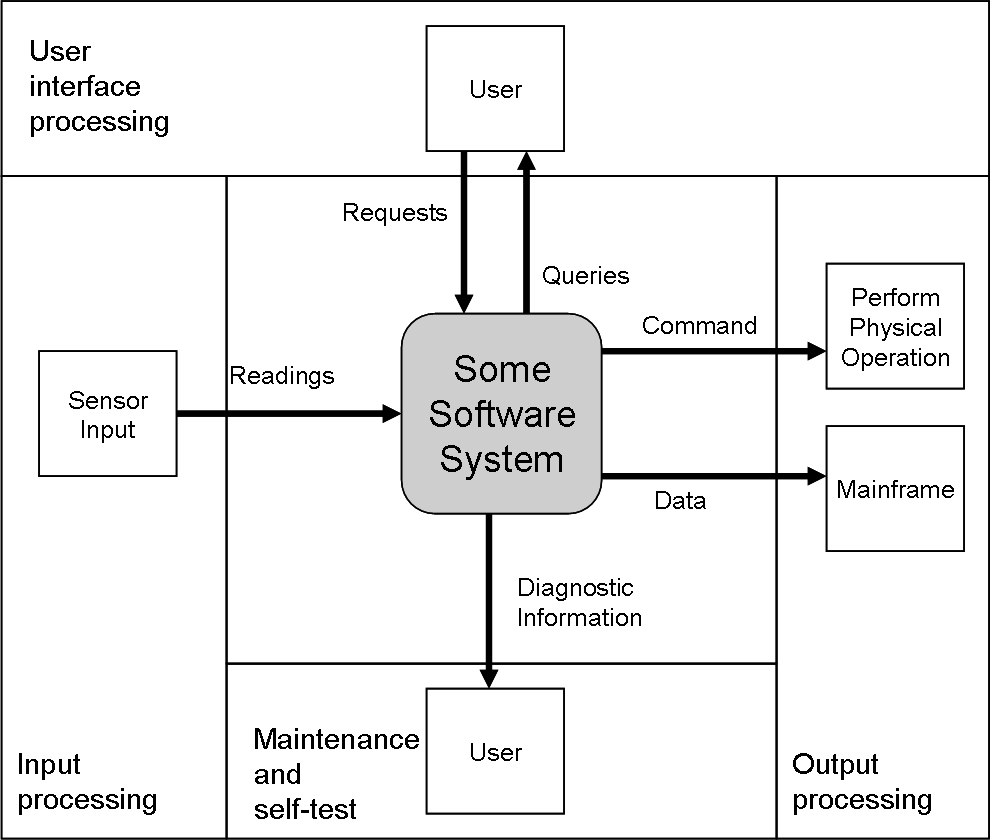 User
interface
processing
User
Requests
Queries
Command
Perform
Physical
Operation
Readings
Sensor
Input
Some
Software
System
Data
Mainframe
Diagnostic
Information
Input
processing
Maintenance
and
self-test
User
Output
processing